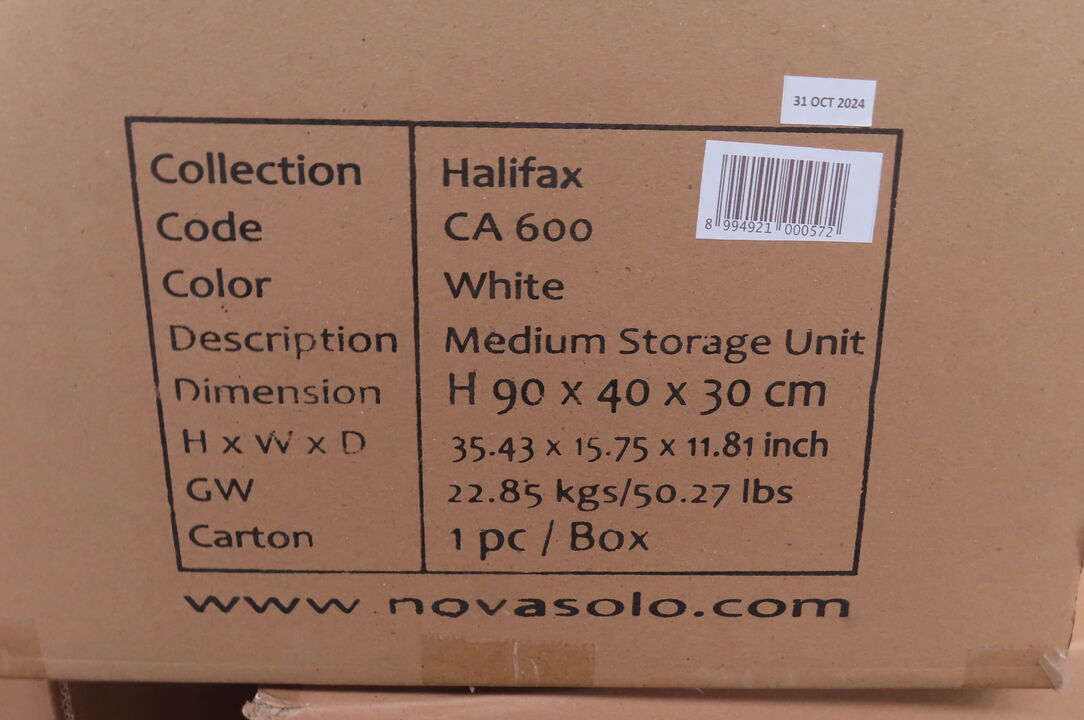 31 OCT 2024
Collection Halifax
8 994921 000572
Code CA 600
Color White
Description Medium Storage Unit
Dimension H 90 x 40 x 30 cm
H x W x D 35.43 x 15.75 x 11.81 inch
GW 22.85 kgs/50.27 lbs
Carton 1 pc / Box
www.novasolo.com